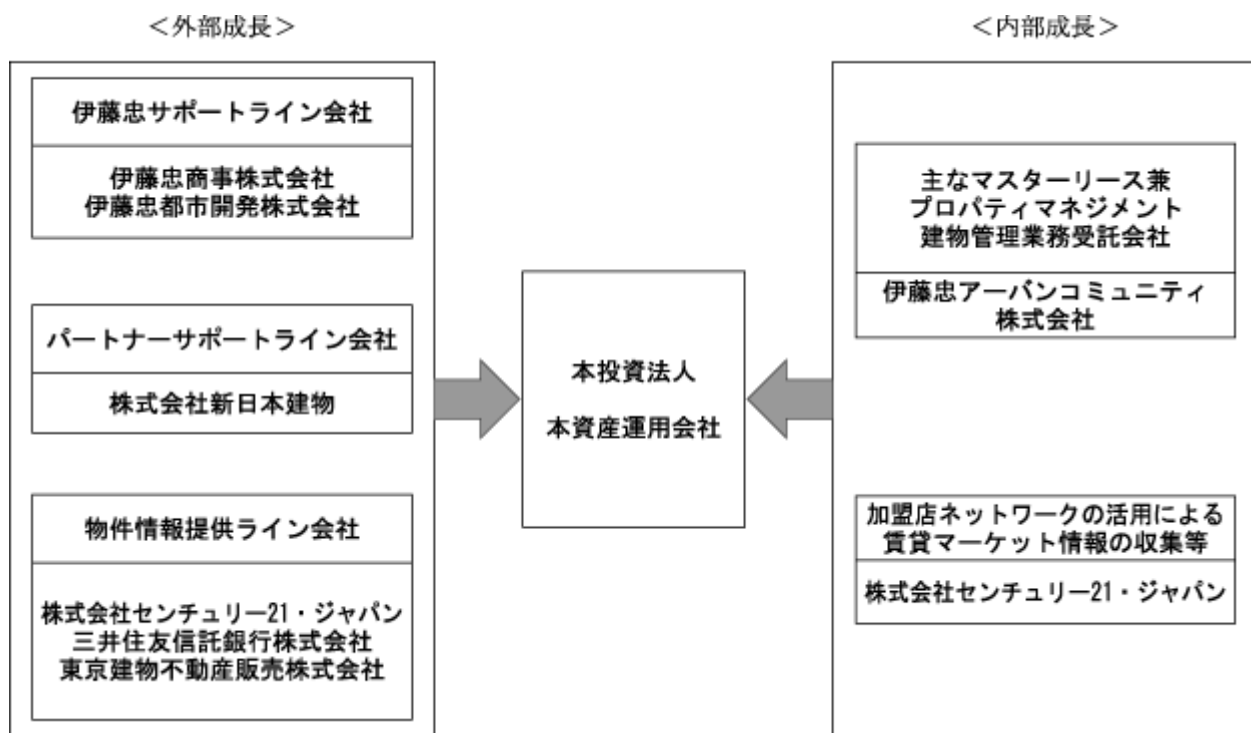 ＜外部成長＞
伊藤忠サポートライン会社
伊藤忠商事株式会社
伊藤忠都市開発株式会社
パートナーサポートライン会社
株式会社新日本建物
物件情報提供ライン会社
株式会社センチュリー21・ジャパン
三井住友信託銀行株式会社
東京建物不動産販売株式会社
本投資法人
本資産運用会社
＜内部成長＞
主なマスターリース兼
プロパティマネジメント
建物管理業務受託会社
伊藤忠アーバンコミュニティ
株式会社
加盟店ネットワークの活用による
賃貸マーケット情報の収集等
株式会社センチュリー21・ジャパン